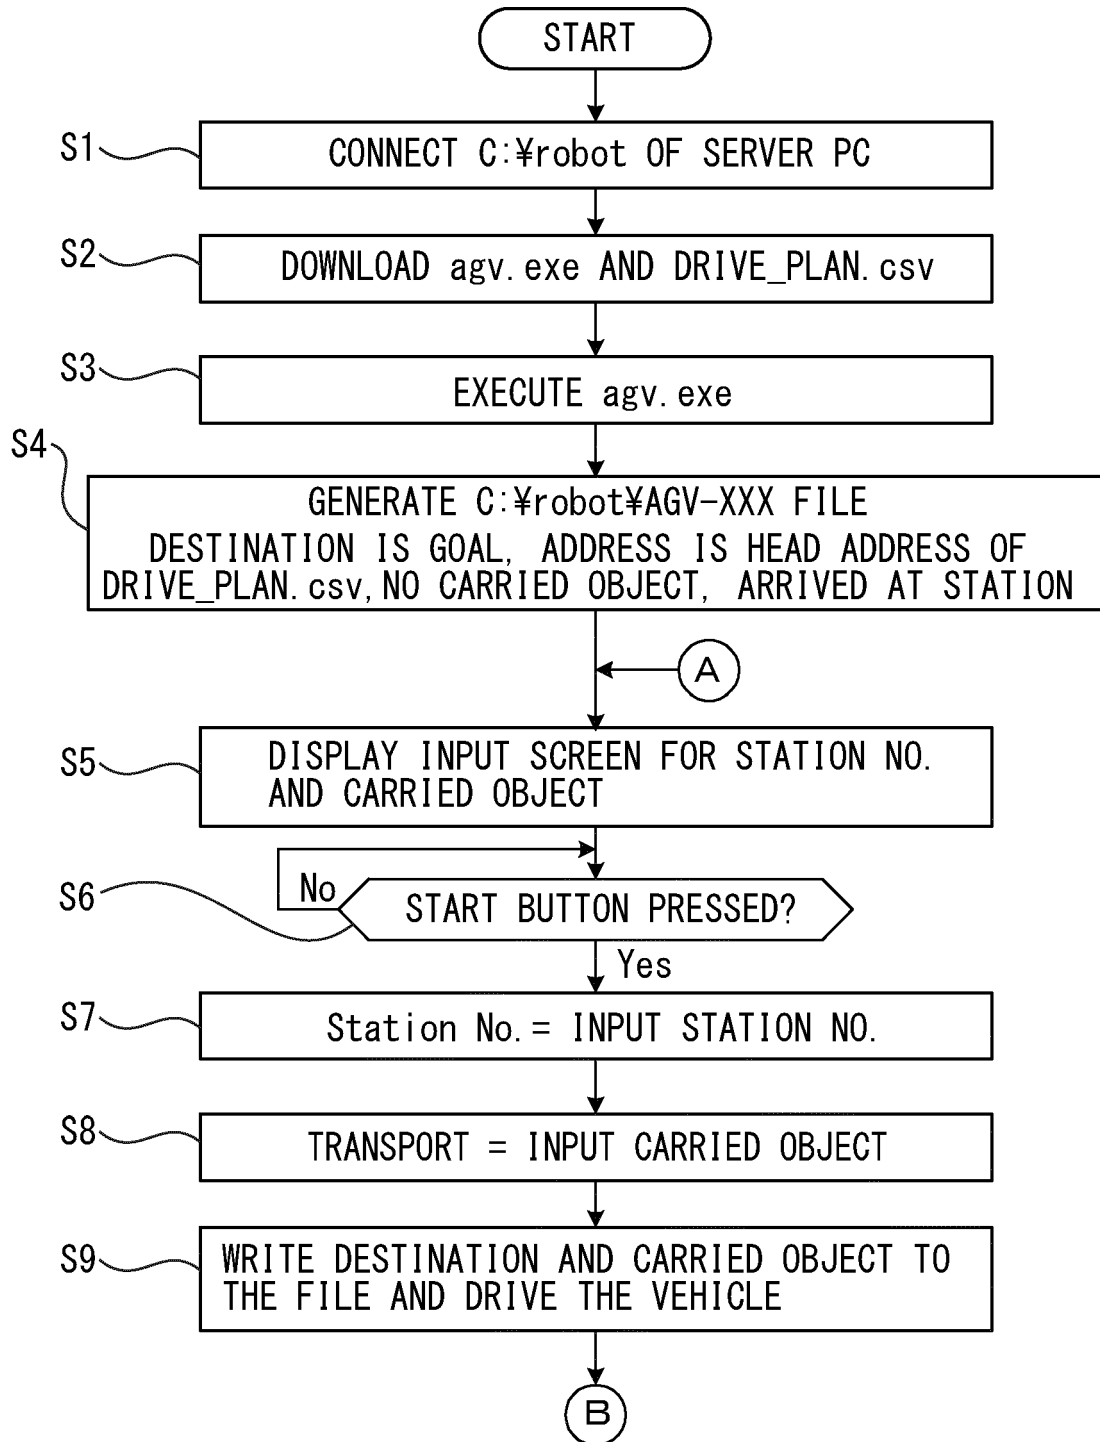 START
S1
CONNECT C:¥robot OF SERVER PC
S2
DOWNLOAD agv.exe AND DRIVE_PLAN.csv
S3
EXECUTE agv.exe
S4
GENERATE C:¥robot¥AGV-XXX FILE
DESTINATION IS GOAL, ADDRESS IS HEAD ADDRESS OF
DRIVE_PLAN.csv, NO CARRIED OBJECT, ARRIVED AT STATION
A
S5
DISPLAY INPUT SCREEN FOR STATION NO.
AND CARRIED OBJECT
No
S6
START BUTTON PRESSED?
Yes
S7
Station No. = INPUT STATION NO.
S8
TRANSPORT = INPUT CARRIED OBJECT
S9
WRITE DESTINATION AND CARRIED OBJECT TO
THE FILE AND DRIVE THE VEHICLE
B